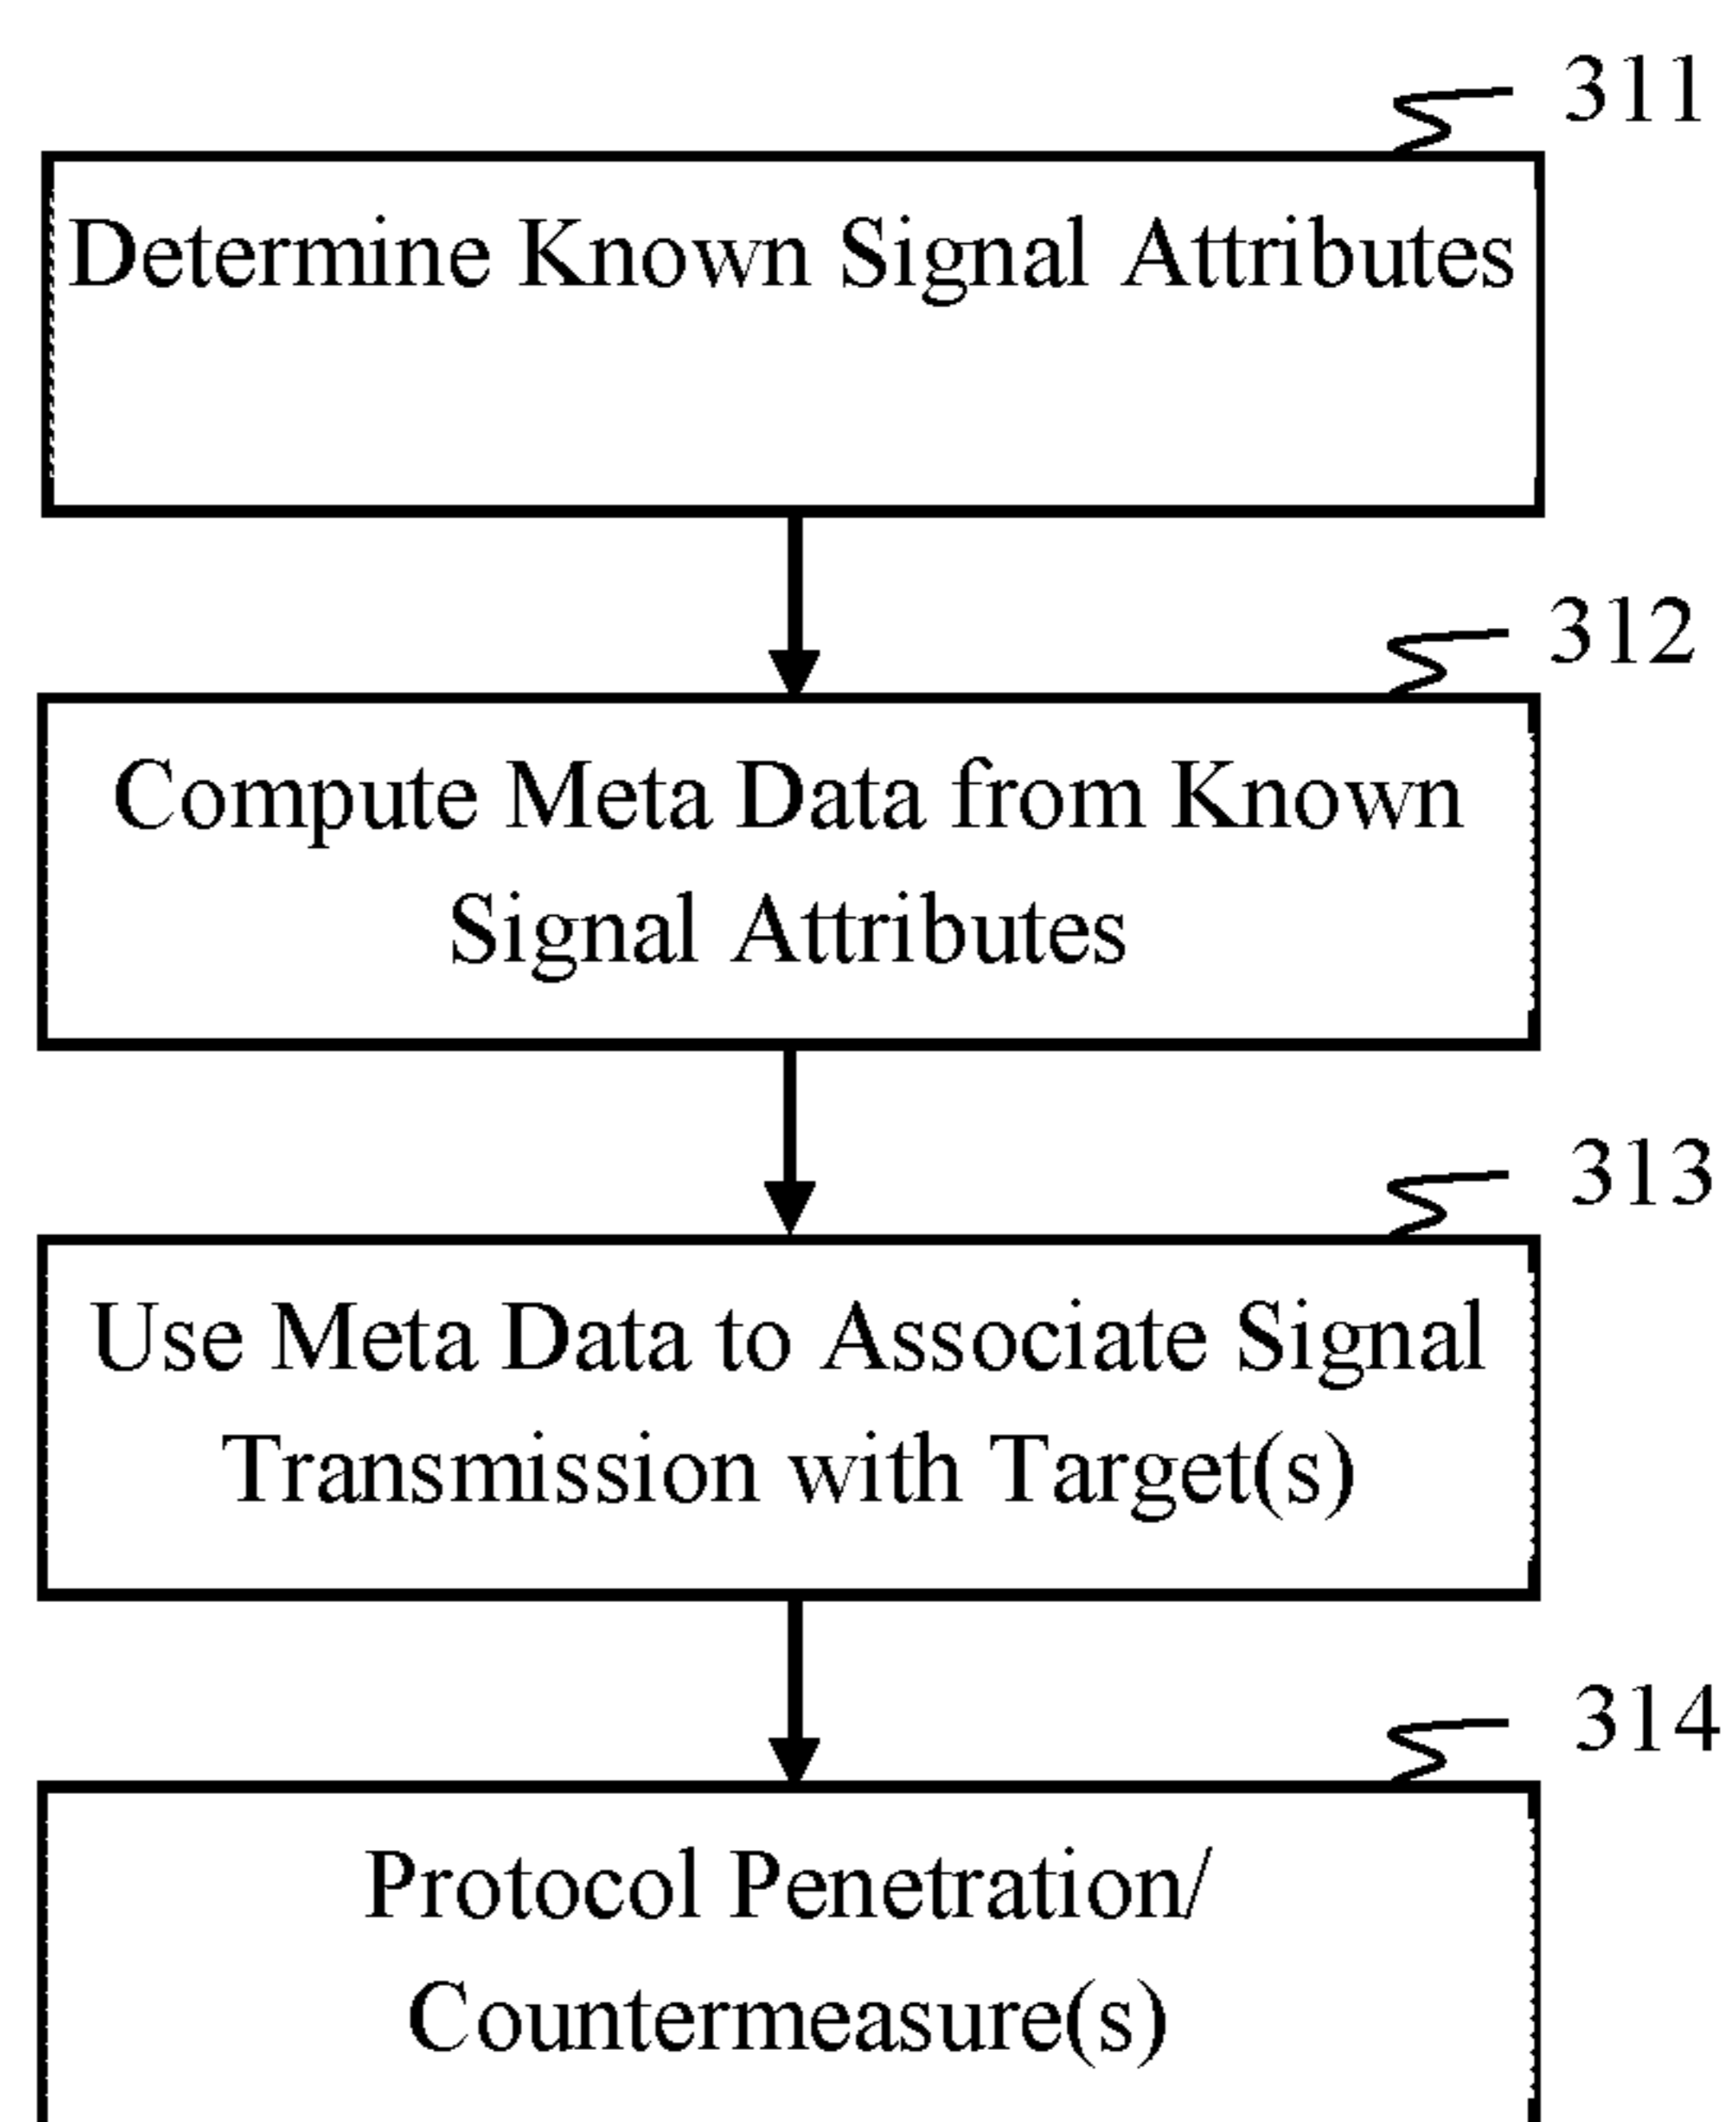 311
Determine Known Signal Attributes
312
Compute Meta Data from Known
Signal Attributes
313
Use Meta Data to Associate Signal
Transmission with Target(s)
314
Protocol Penetration/
Countermeasure(s)